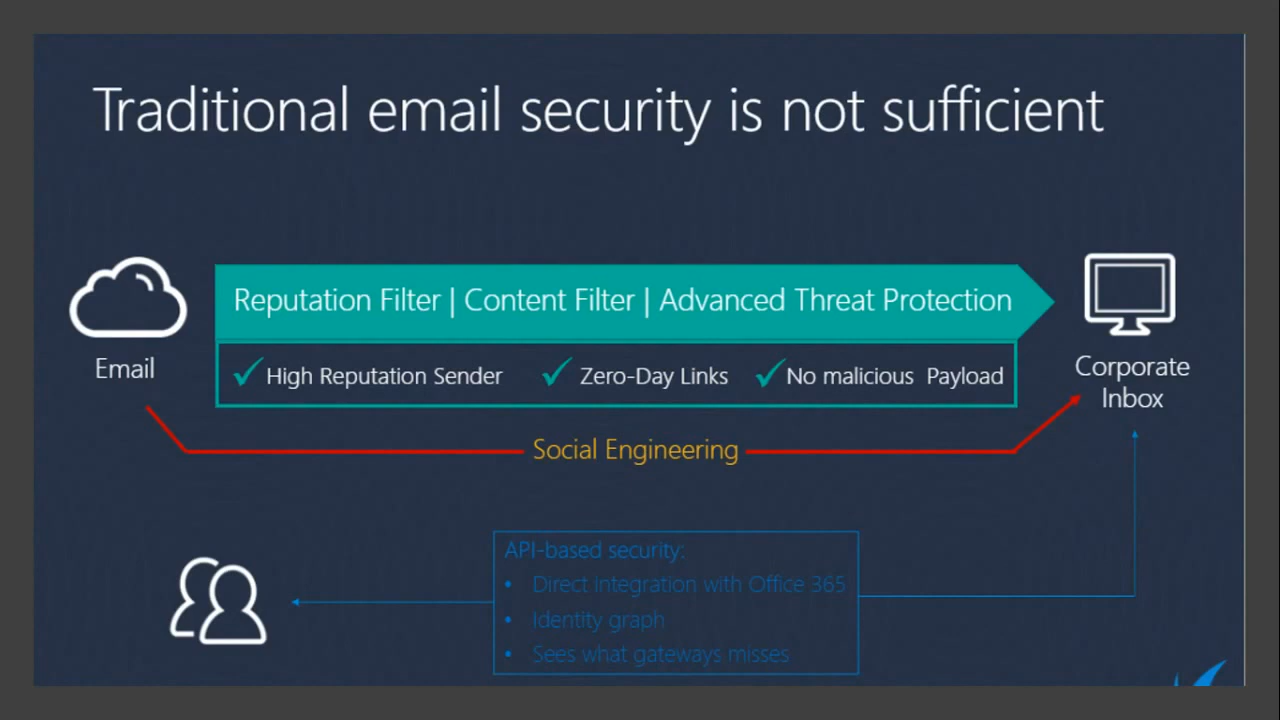 Traditional email security is not sufficient
Reputation Filter | Content Filter | Advanced Threat Protection
Email
✓ High Reputation Sender ✓ Zero-Day Links ✓ No malicious Payload
Corporate
Inbox
Social Engineering
API-based security:
• Direct Integration with Office 365
• Identity graph
• Sees what gateways misses